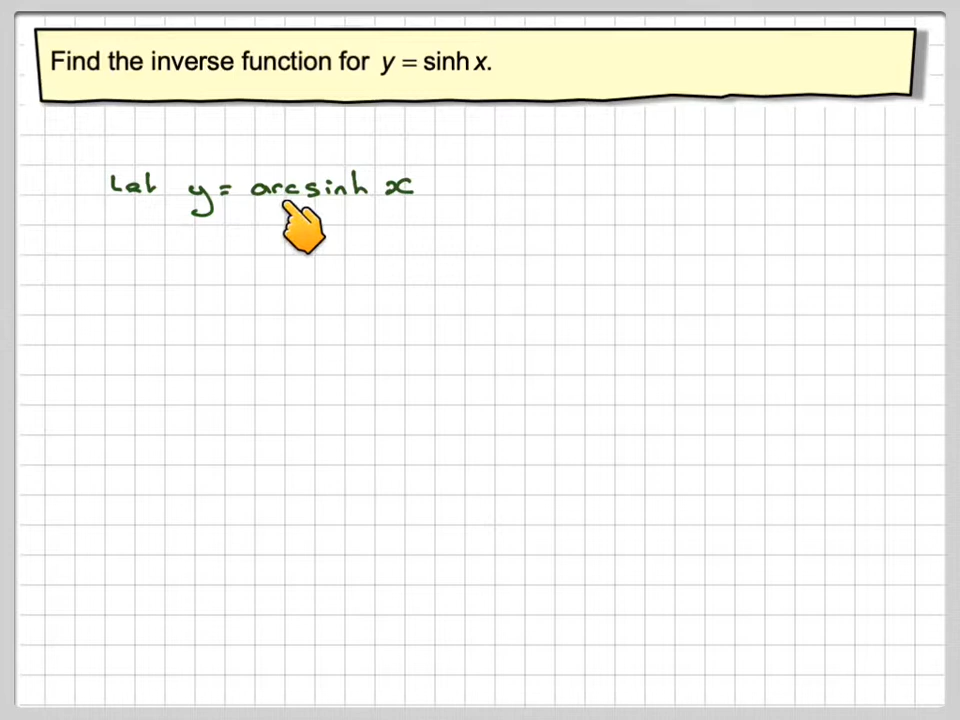 Find the inverse function for y = sinh x.
Let y = arcsinh x